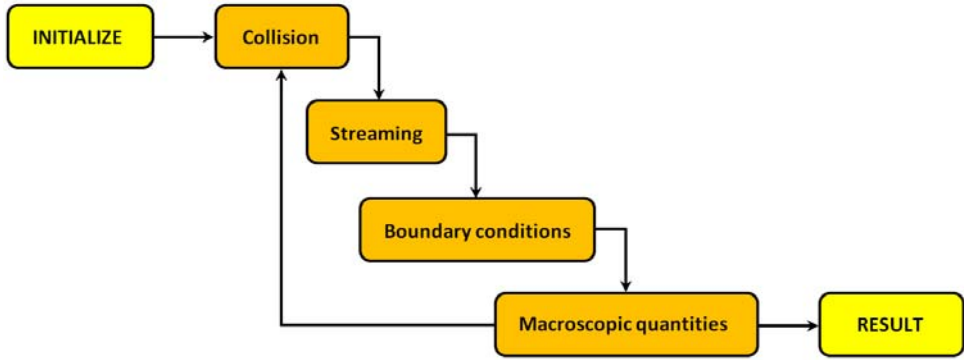 INITIALIZE
Collision
Streaming
Boundary conditions
Macroscopic quantities
RESULT